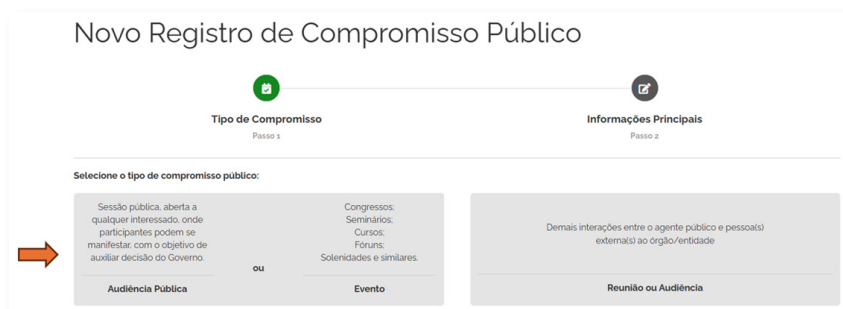 Novo Registro de Compromisso Público
Tipo de Compromisso
Passo 1
Informações Principais
Passo 2
Selecione o tipo de compromisso público:
Sessão pública, aberta a
qualquer interessado, onde
participantes podem se
manifestar, com o objetivo de
auxiliar decisão do Governo.
Audiência Pública
ou
Congressos;
Seminários;
Cursos;
Fóruns;
Solenidades e similares.
Evento
Demais interações entre o agente público e pessoa(s)
externa(s) ao órgão/entidade
Reunião ou Audiência